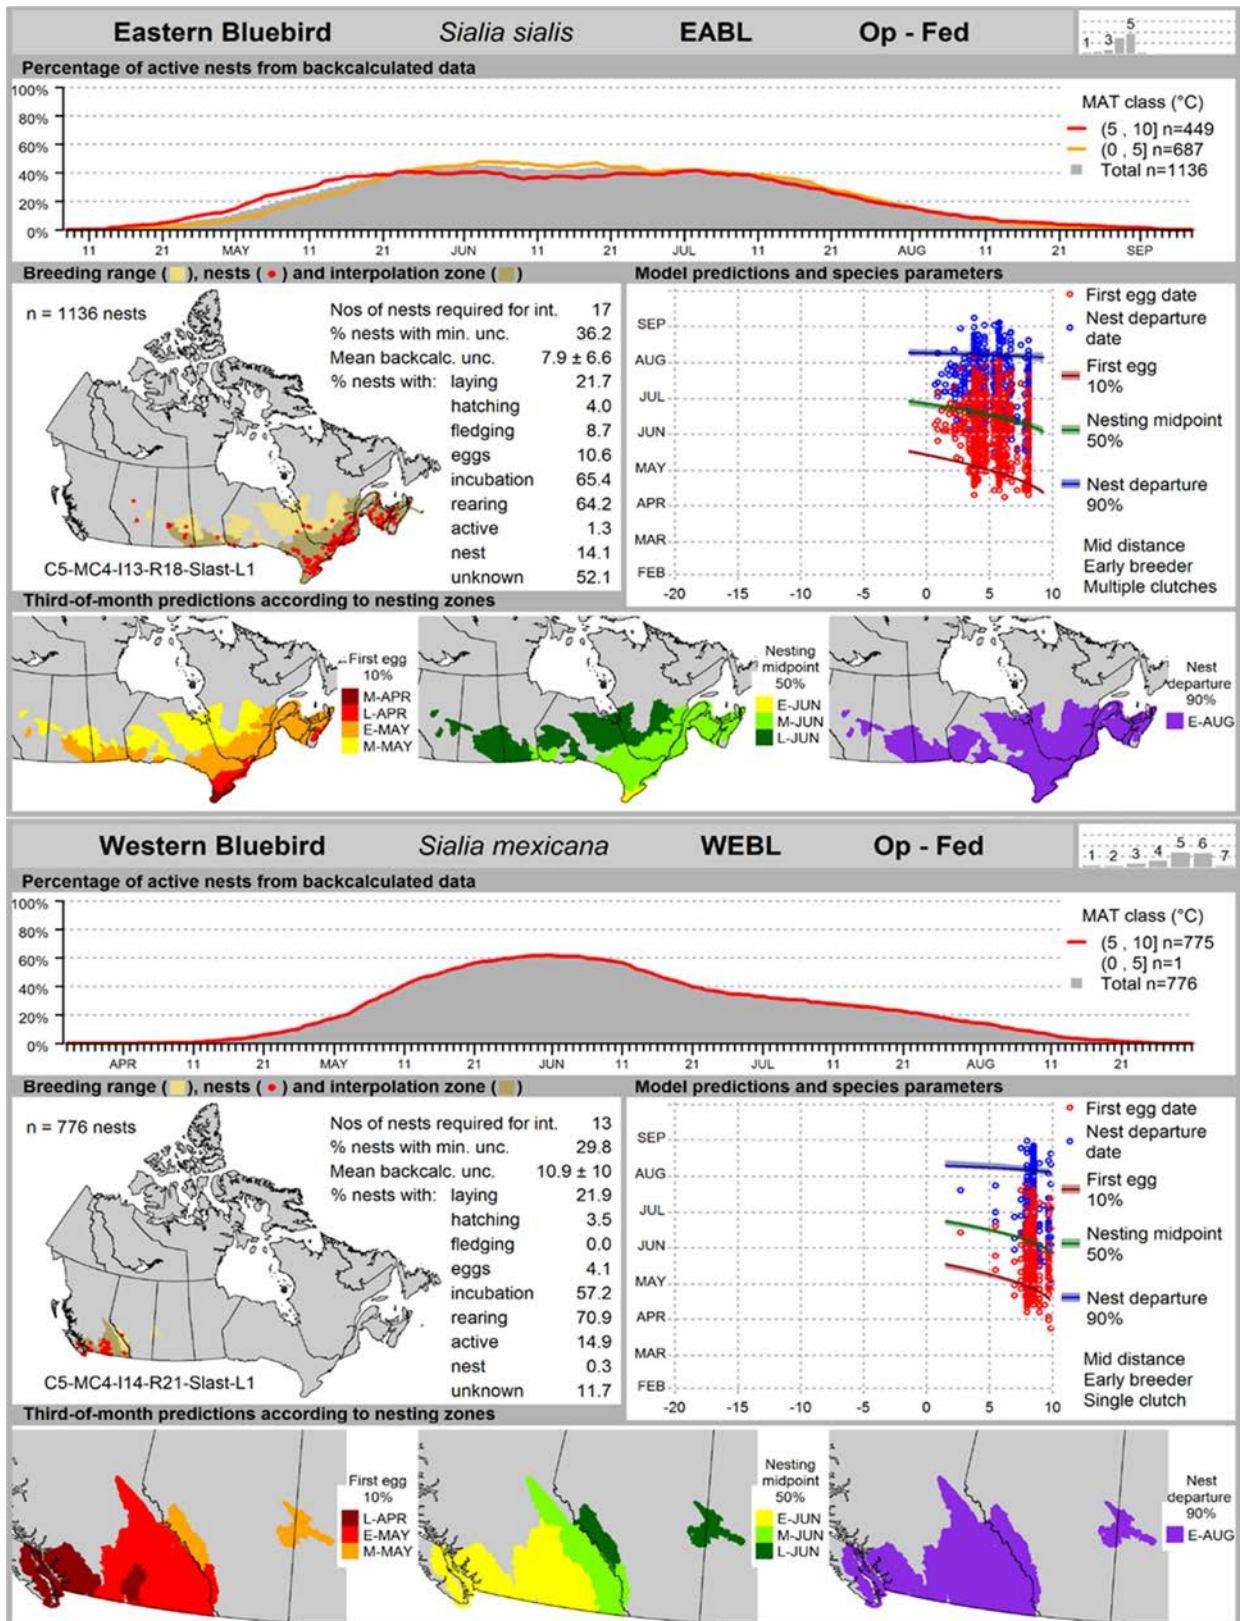 Eastern Bluebird Sialia sialis EABL Op - Fed
1 3 5
Percentage of active nests from backcalculated data
100%
80%
60%
40%
20%
0%
MAT class (°C)
(5 , 10] n=449
(0 , 5] n=687
Total n=1136
11 21 MAY 11 21 JUN 11 21 JUL 11 21 AUG 11 21 SEP
Breeding range ( ), nests ( ) and interpolation zone ( )
n = 1136 nests
Nos of nests required for int. 17
% nests with min. unc. 36.2
Mean backcalc. unc. 7.9 ± 6.6
% nests with: laying 21.7
hatching 4.0
fledging 8.7
eggs 10.6
incubation 65.4
rearing 64.2
active 1.3
nest 14.1
unknown 52.1
C5-MC4-I13-R18-Slast-L1
Model predictions and species parameters
SEP
AUG
JUL
JUN
MAY
APR
MAR
FEB
-20 -15 -10 -5 0 5 10
First egg date
Nest departure
date
First egg
10%
Nesting midpoint
50%
Nest departure
90%
Mid distance
Early breeder
Multiple clutches
Third-of-month predictions according to nesting zones
First egg
10%
M-APR
L-APR
E-MAY
M-MAY
Nesting
midpoint
50%
E-JUN
M-JUN
L-JUN
Nest
departure
90%
E-AUG
Western Bluebird Sialia mexicana WEBL Op - Fed
1 2 3 4 5 6 7
Percentage of active nests from backcalculated data
100%
80%
60%
40%
20%
0%
MAT class (°C)
(5 , 10] n=775
(0 , 5] n=1
Total n=776
APR 11 21 MAY 11 21 JUN 11 21 JUL 11 21 AUG 11 21
Breeding range ( ), nests ( ) and interpolation zone ( )
n = 776 nests
Nos of nests required for int. 13
% nests with min. unc. 29.8
Mean backcalc. unc. 10.9 ± 10
% nests with: laying 21.9
hatching 3.5
fledging 0.0
eggs 4.1
incubation 57.2
rearing 70.9
active 14.9
nest 0.3
unknown 11.7
C5-MC4-I14-R21-Slast-L1
Model predictions and species parameters
SEP
AUG
JUL
JUN
MAY
APR
MAR
FEB
-20 -15 -10 -5 0 5 10
First egg date
Nest departure
date
First egg
10%
Nesting midpoint
50%
Nest departure
90%
Mid distance
Early breeder
Single clutch
Third-of-month predictions according to nesting zones
First egg
10%
L-APR
E-MAY
M-MAY
Nesting
midpoint
50%
E-JUN
M-JUN
L-JUN
Nest
departure
90%
E-AUG